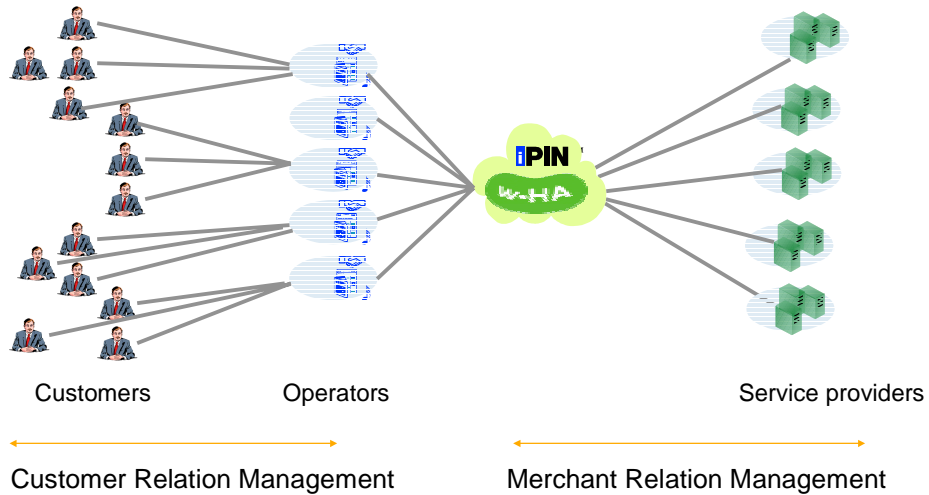 iPIN
w-HA
Customers
Operators
Service providers
Customer Relation Management
Merchant Relation Management